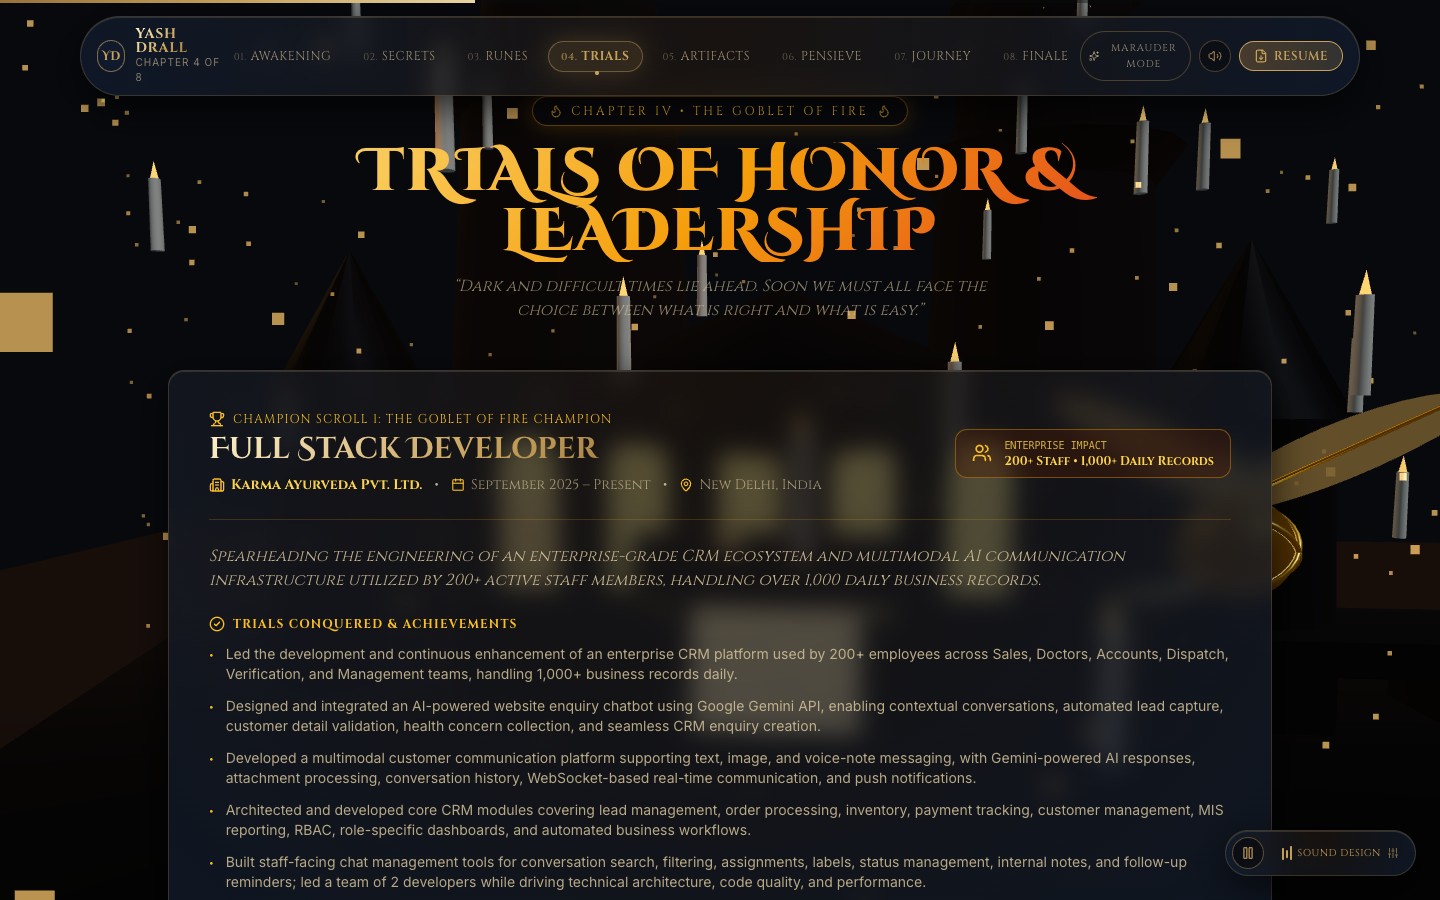 YD
YASH
DRALL
CHAPTER 4 OF
8
01. AWAKENING
02. SECRETS
03. RUNES
04. TRIALS
05. ARTIFACTS
06. PENSIEVE
07. JOURNEY
08. FINALE
MARAUDER
MODE
RESUME
CHAPTER IV • THE GOBLET OF FIRE
TRIALS OF HONOR &
LEADERSHIP
“Dark and difficult times lie ahead. Soon we must all face the
choice between what is right and what is easy.”
CHAMPION SCROLL I: THE GOBLET OF FIRE CHAMPION
Full Stack Developer
Karma Ayurveda Pvt. Ltd. • September 2025 – Present • New Delhi, India
ENTERPRISE IMPACT
200+ Staff • 1,000+ Daily Records
Spearheading the engineering of an enterprise-grade CRM ecosystem and multimodal AI communication
infrastructure utilized by 200+ active staff members, handling over 1,000 daily business records.
TRIALS CONQUERED & ACHIEVEMENTS
• Led the development and continuous enhancement of an enterprise CRM platform used by 200+ employees across Sales, Doctors, Accounts, Dispatch,
Verification, and Management teams, handling 1,000+ business records daily.
• Designed and integrated an AI-powered website enquiry chatbot using Google Gemini API, enabling contextual conversations, automated lead capture,
customer detail validation, health concern collection, and seamless CRM enquiry creation.
• Developed a multimodal customer communication platform supporting text, image, and voice-note messaging, with Gemini-powered AI responses,
attachment processing, conversation history, WebSocket-based real-time communication, and push notifications.
• Architected and developed core CRM modules covering lead management, order processing, inventory, payment tracking, customer management, MIS
reporting, RBAC, role-specific dashboards, and automated business workflows.
• Built staff-facing chat management tools for conversation search, filtering, assignments, labels, status management, internal notes, and follow-up
reminders; led a team of 2 developers while driving technical architecture, code quality, and performance.
SOUND DESIGN